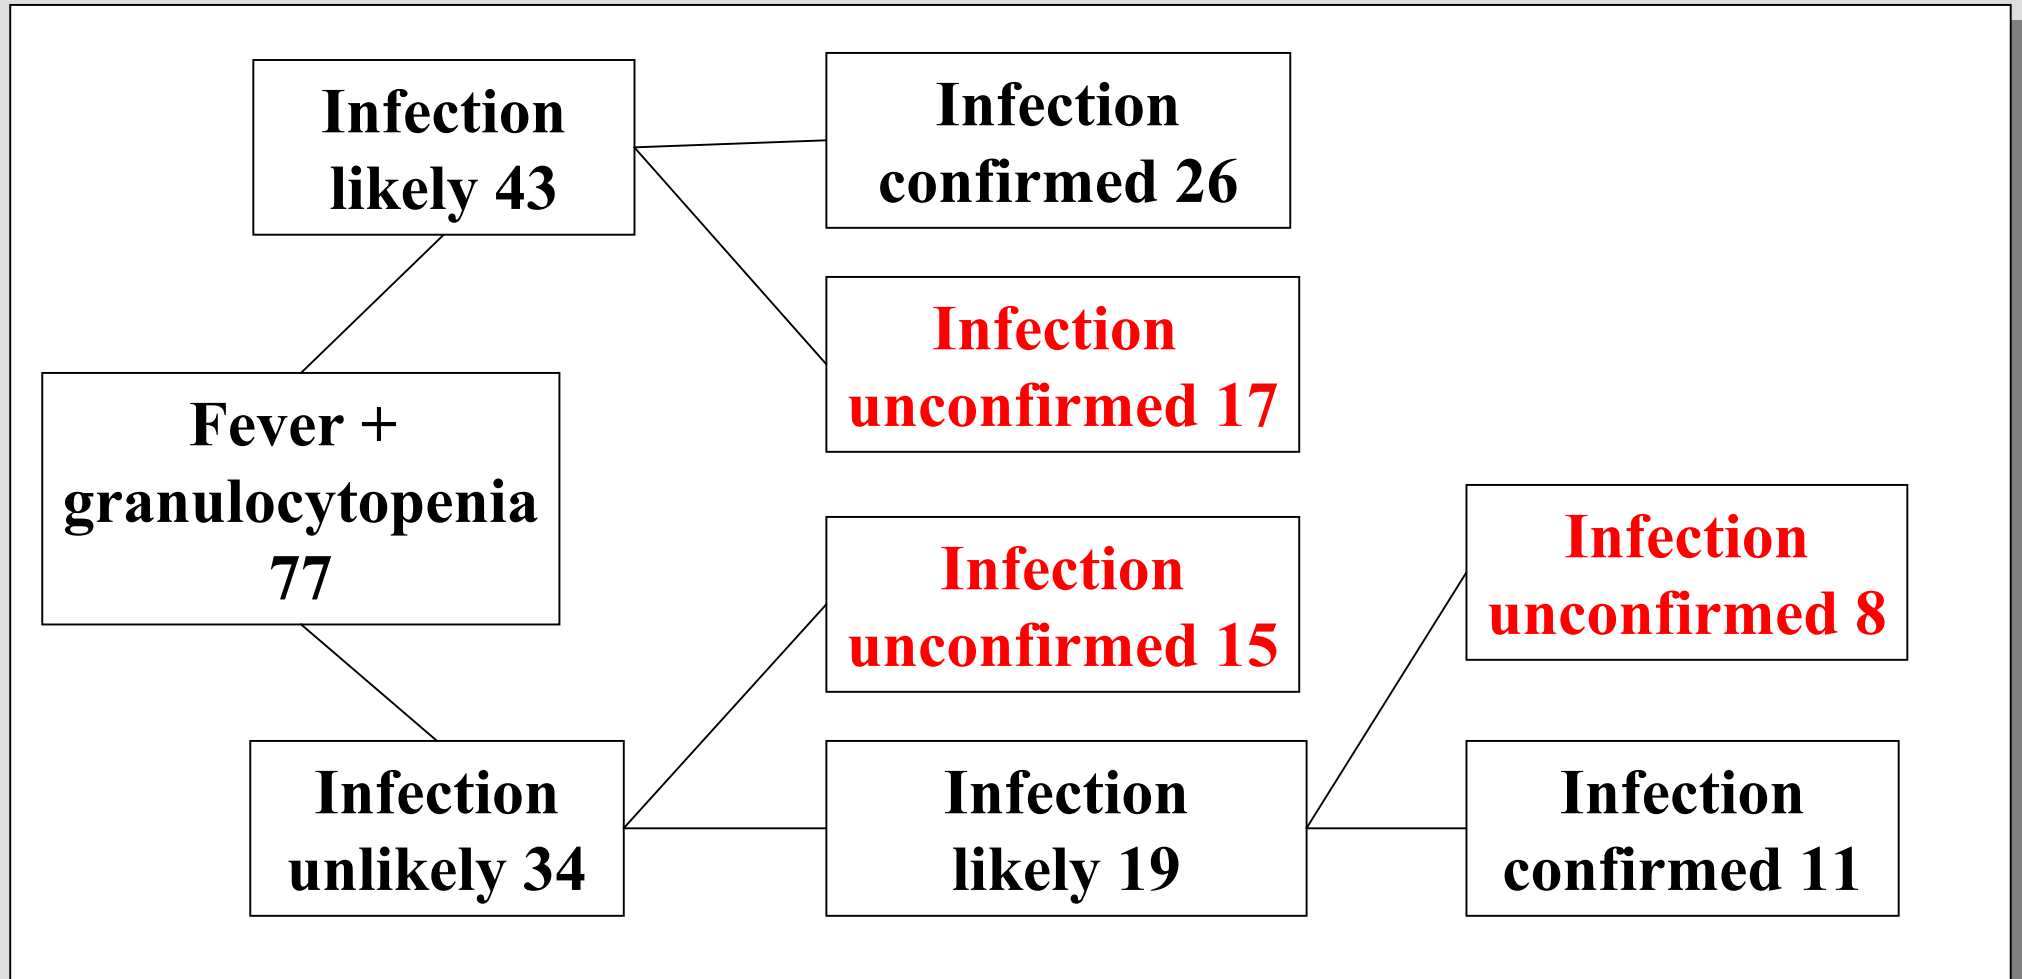 Infection
likely 43
Infection
confirmed 26
Infection
unconfirmed 17
Fever +
granulocytopenia
77
Infection
unconfirmed 15
Infection
unconfirmed 8
Infection
unlikely 34
Infection
likely 19
Infection
confirmed 11